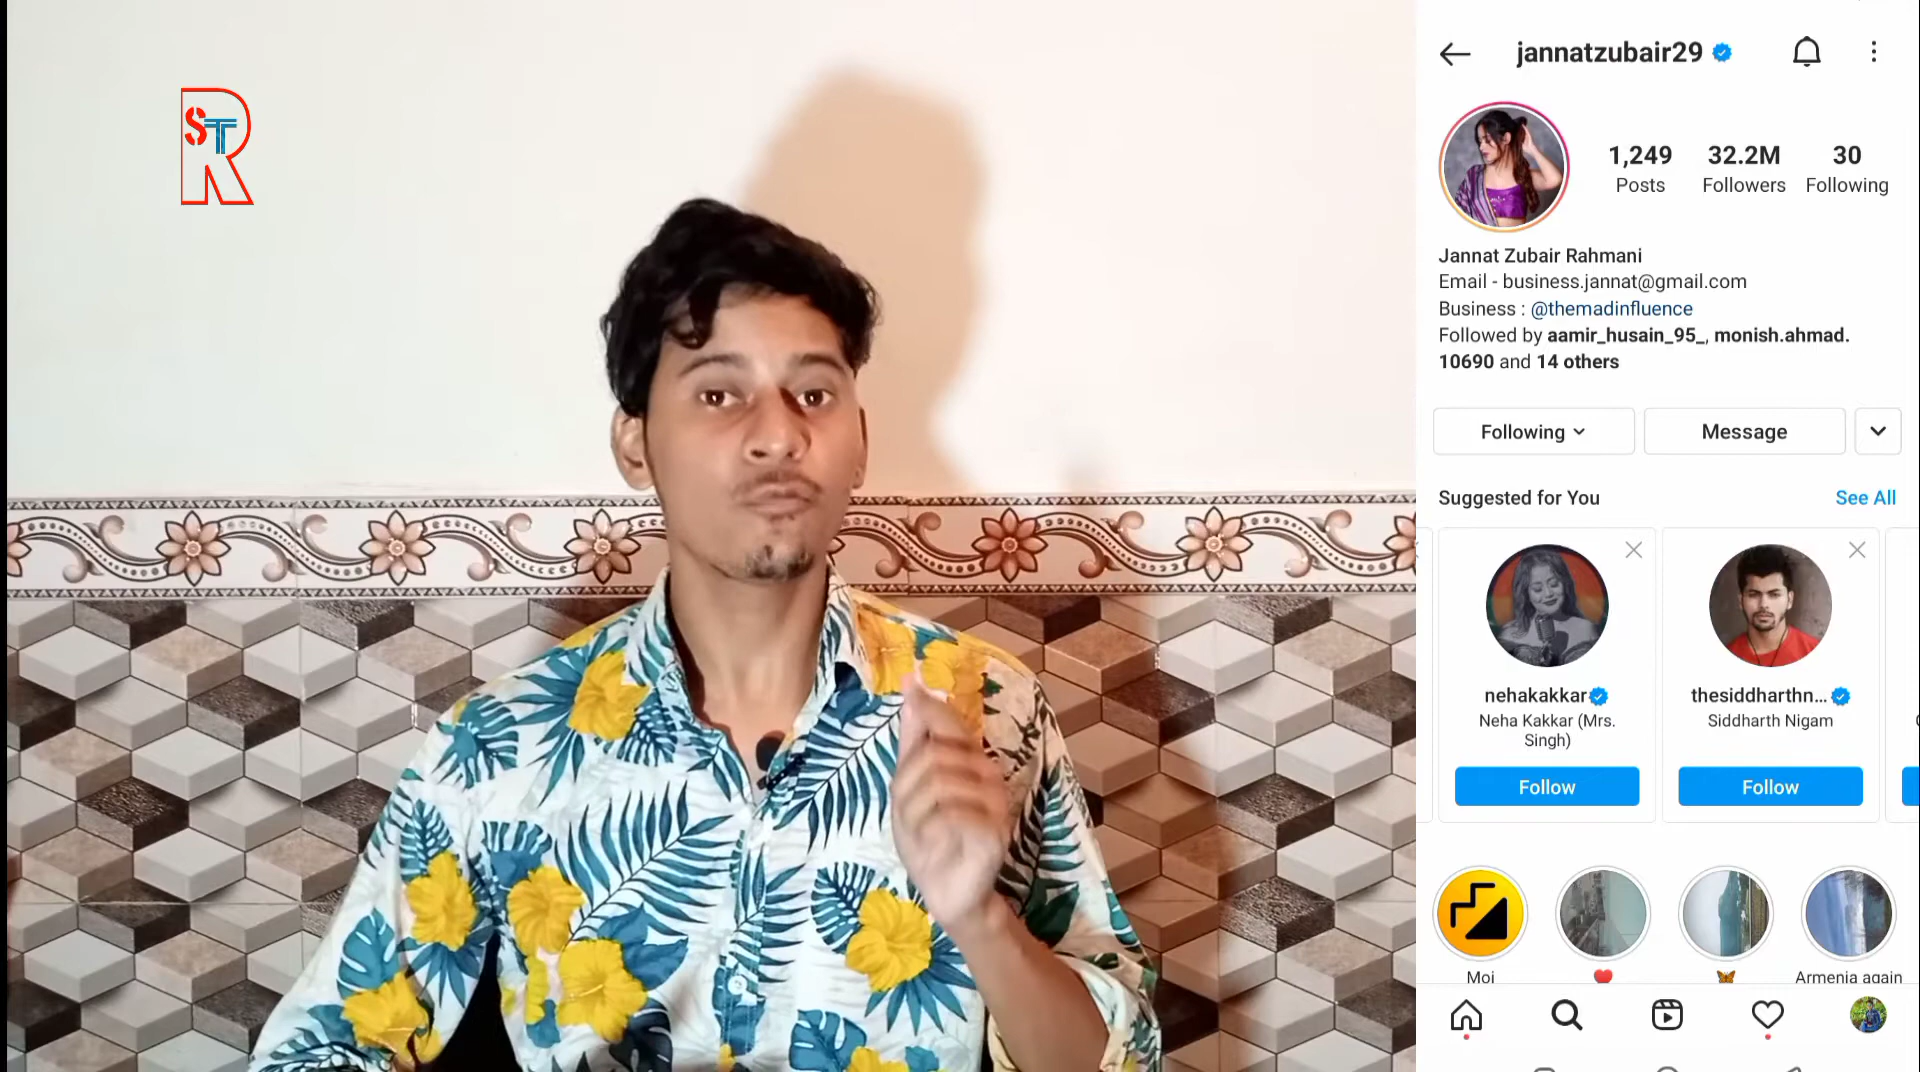 STR
jannatzubair29
1,249
Posts
32.2M
Followers
30
Following
Jannat Zubair Rahmani
Email - business.jannat@gmail.com
Business : @themadinfluence
Followed by aamir_husain_95_, monish.ahmad.
10690 and 14 others
Following
Message
Suggested for You
See All
nehakakkar
Neha Kakkar (Mrs.
Singh)
Follow
thesiddharthn...
Siddharth Nigam
Follow
Moi
Armenia again